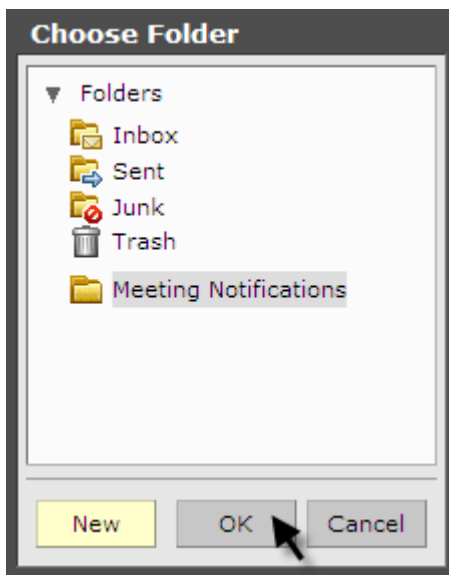 Choose Folder
Folders
Inbox
Sent
Junk
Trash
Meeting Notifications
New OK Cancel